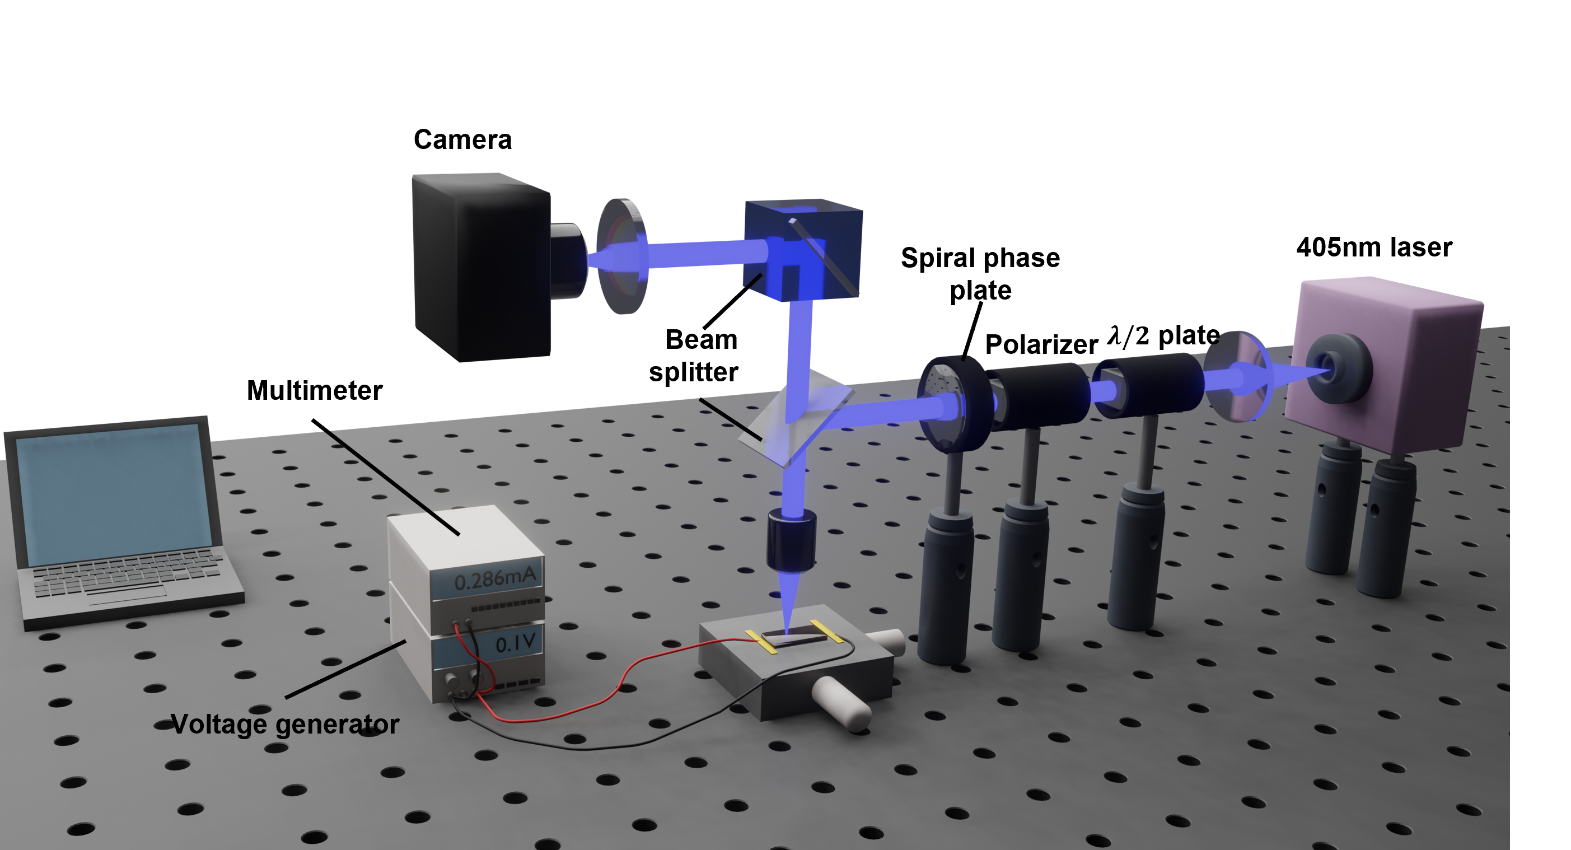 Camera
Spiral phase
plate
405nm laser
Beam
splitter
Polarizer
λ/2 plate
Multimeter
0.286mA
0.1V
Voltage generator